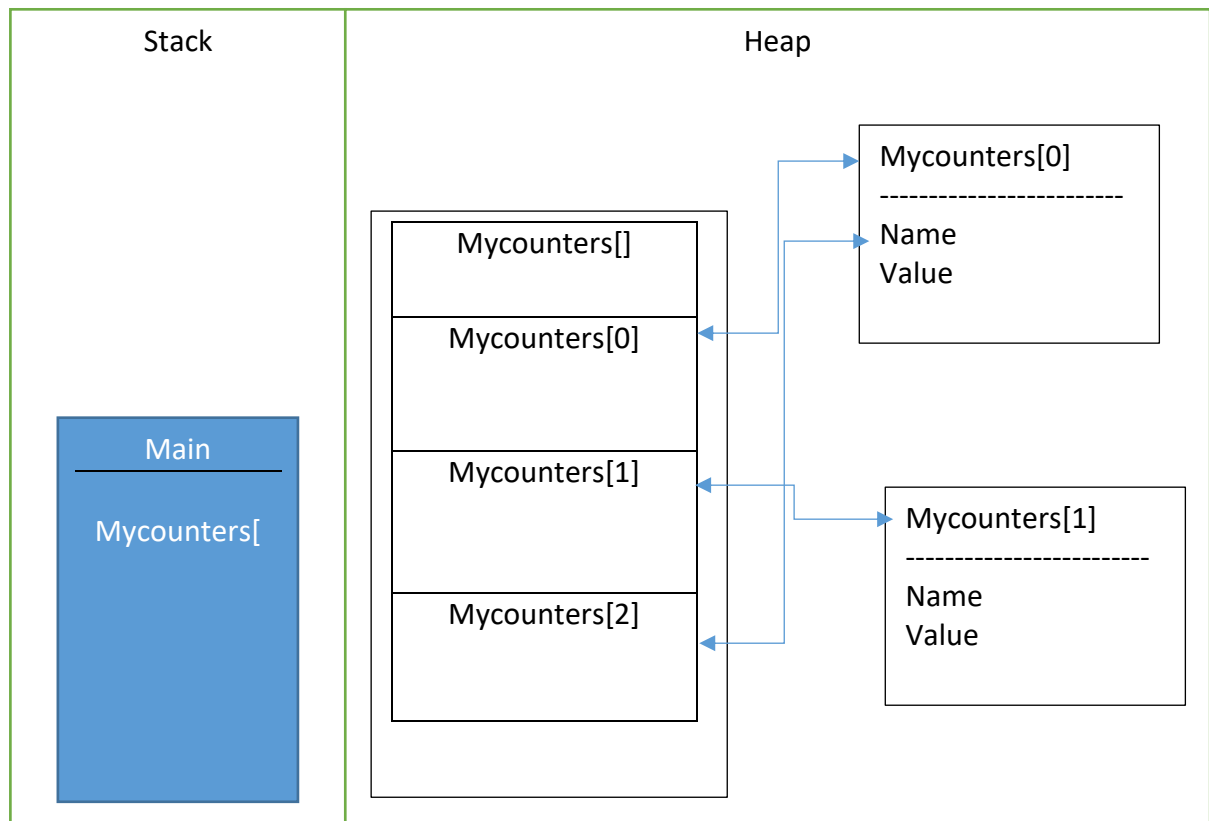 Stack
Heap
Main
Mycounters[
Mycounters[]
Mycounters[0]
Mycounters[1]
Mycounters[2]
Mycounters[0]
-------------------------
Name
Value
Mycounters[1]
-------------------------
Name
Value